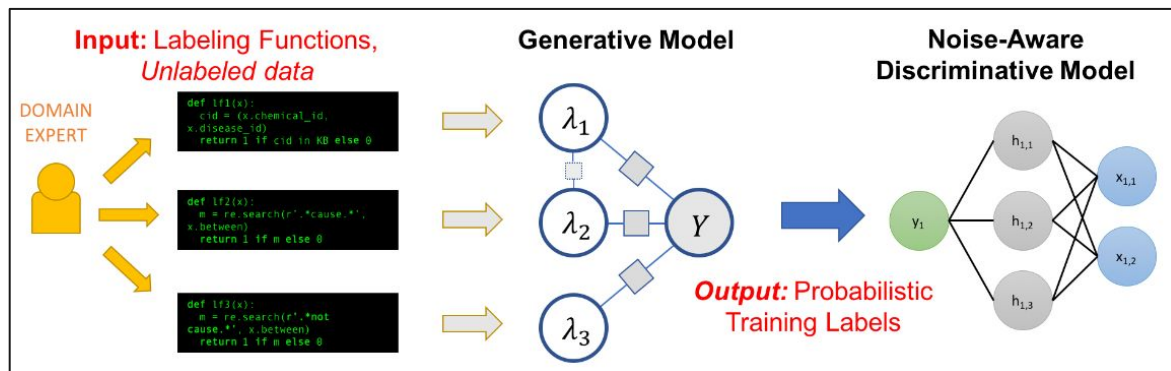 Input: Labeling Functions,
Unlabeled data
Generative Model
Noise-Aware
Discriminative Model
DOMAIN
EXPERT
def lf1(x):
cid = (x.chemical_id,
x.disease_id)
return 1 if cid in KB else 0
def lf2(x):
m = re.search(r'.*cause.*',
x.between)
return 1 if m else 0
def lf3(x):
m = re.search(r'.*not
cause.*', x.between)
return 1 if m else 0
λ1
λ2
λ3
Y
Output: Probabilistic
Training Labels
y1
h1,1
h1,2
h1,3
x1,1
x1,2